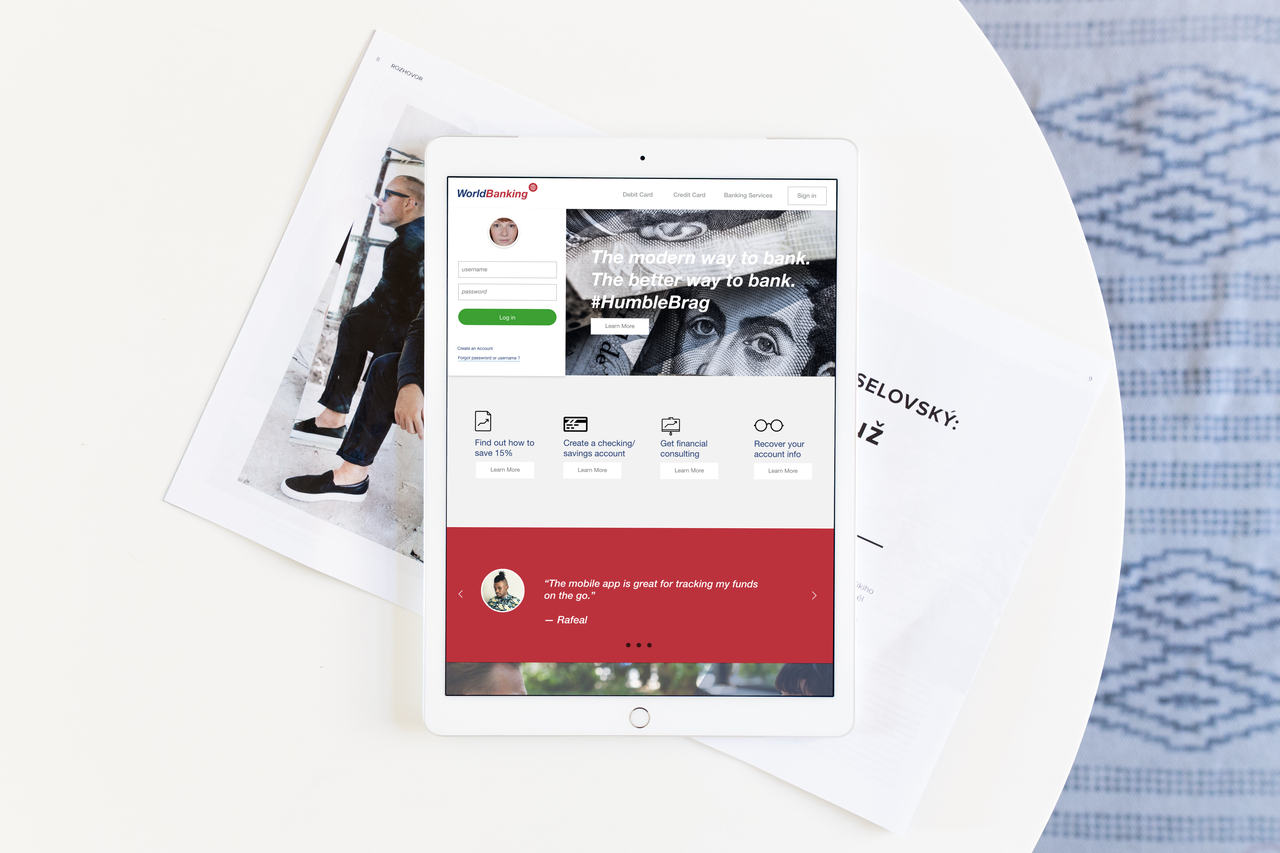 ROZHOVOR
WorldBanking
Debit Card
Credit Card
Banking Services
Sign in
username
password
Log in
Create an Account
Forgot password or username ?
The modern way to bank.
The better way to bank.
#HumbleBrag
Learn More
Find out how to
save 15%
Learn More
Create a checking/
savings account
Learn More
Get financial
consulting
Learn More
Recover your
account info
Learn More
“The mobile app is great for tracking my funds
on the go.”
— Rafeal
SELOVSKÝ: